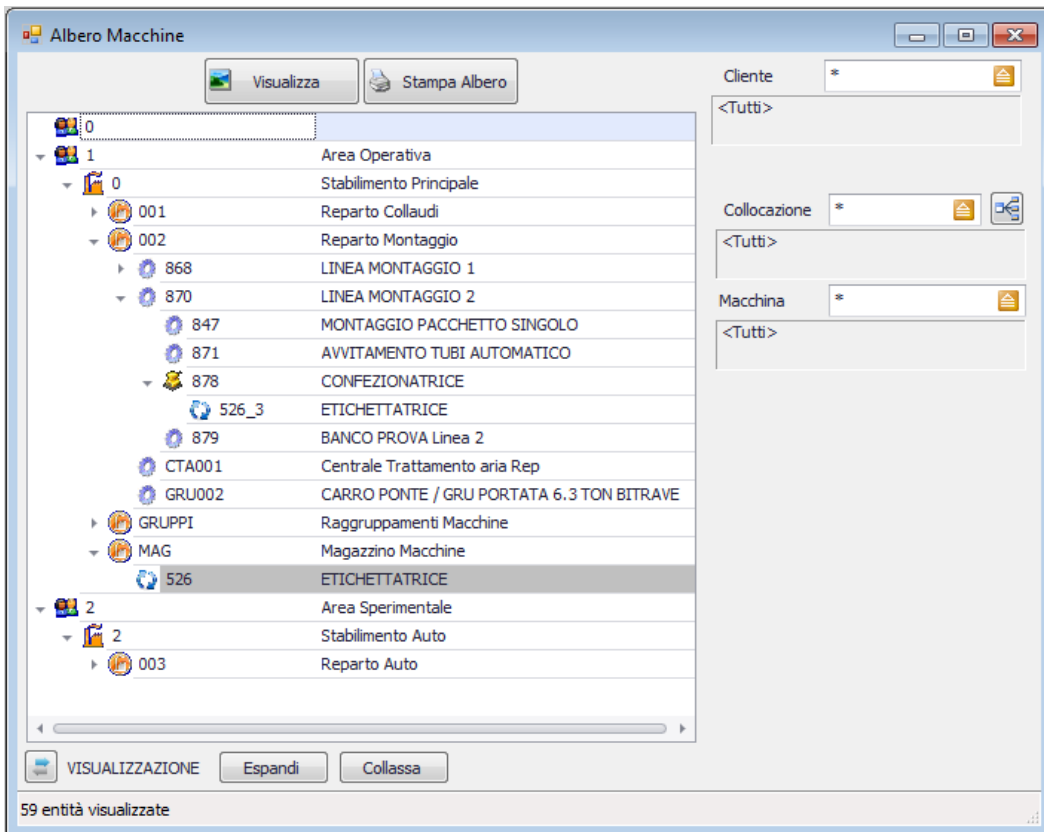 Albero Macchine
Visualizza Stampa Albero
0
1 Area Operativa
0 Stabilimento Principale
001 Reparto Collaudi
002 Reparto Montaggio
868 LINEA MONTAGGIO 1
870 LINEA MONTAGGIO 2
847 MONTAGGIO PACCHETTO SINGOLO
871 AVVITAMENTO TUBI AUTOMATICO
878 CONFEZIONATRICE
526_3 ETICHETTATRICE
879 BANCO PROVA Linea 2
CTA001 Centrale Trattamento aria Rep
GRU002 CARRO PONTE / GRU PORTATA 6.3 TON BITRAVE
GRUPPI Raggruppamenti Macchine
MAG Magazzino Macchine
526 ETICHETTATRICE
2 Area Sperimentale
2 Stabilimento Auto
003 Reparto Auto
Cliente *
<Tutti>
Collocazione *
<Tutti>
Macchina *
<Tutti>
VISUALIZZAZIONE Espandi Collassa
59 entità visualizzate